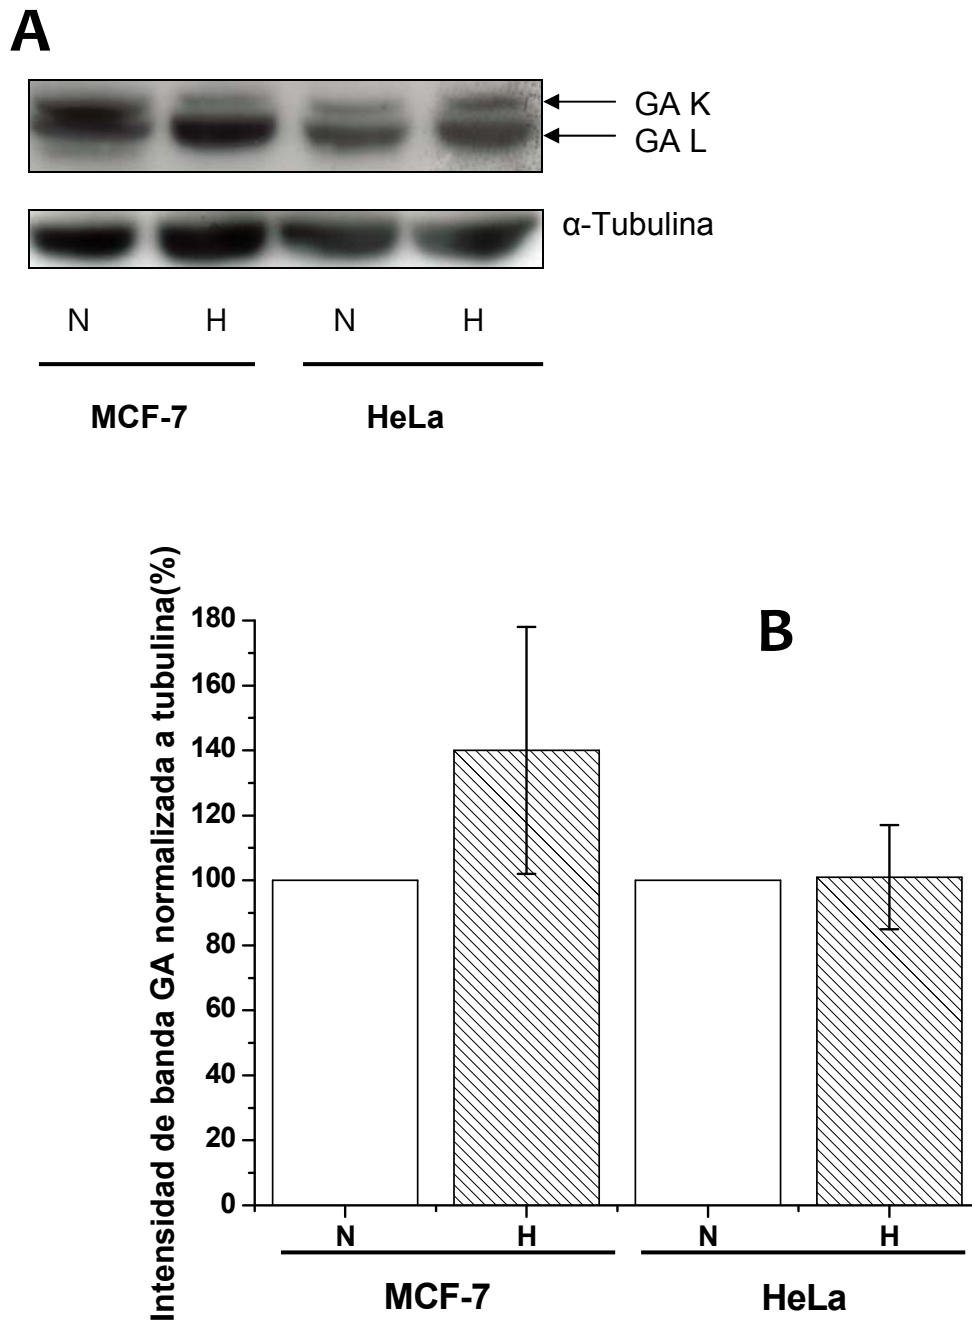 A
GA K
GA L
α-Tubulina
N H N H
MCF-7 HeLa
B
Intensidad de banda GA normalizada a tubulina(%)
180
160
140
120
100
80
60
40
20
0
N H N H
MCF-7 HeLa